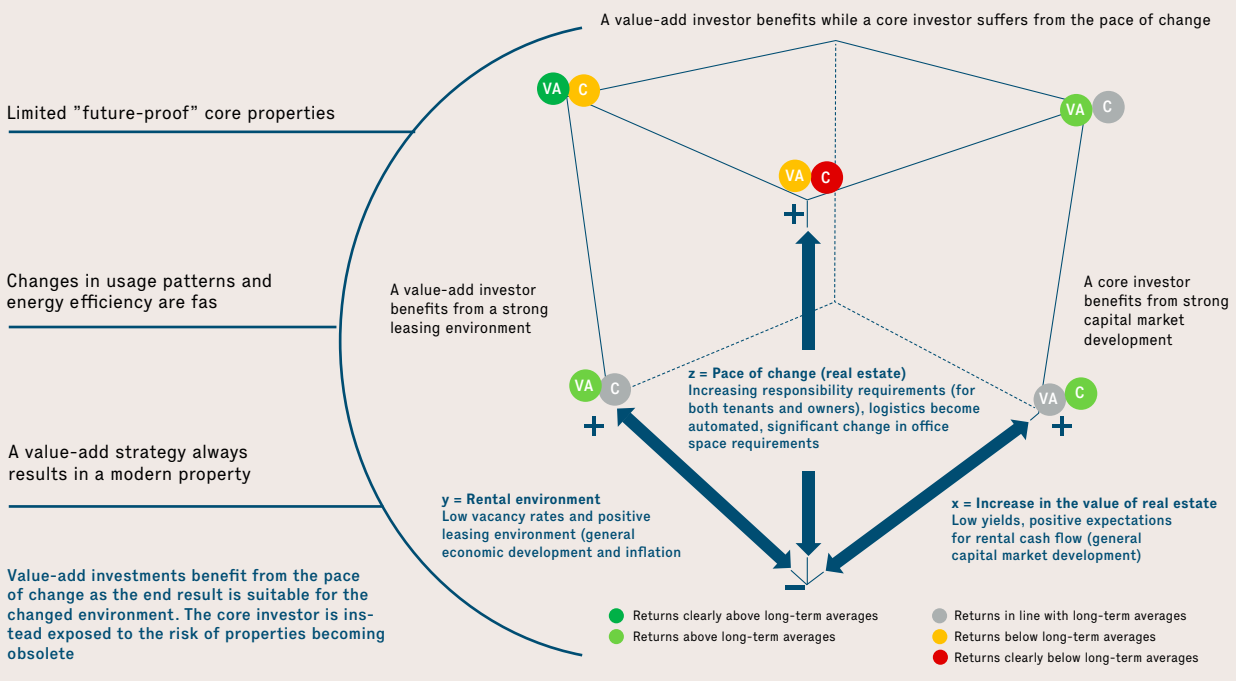 A value-add investor benefits while a core investor suffers from the pace of change
Limited ”future-proof” core properties
Changes in usage patterns and
energy efficiency are fas
A value-add strategy always
results in a modern property
Value-add investments benefit from the pace
of change as the end result is suitable for the
changed environment. The core investor is ins-
tead exposed to the risk of properties becoming
obsolete
VA C
VA C
VA C
+
A value-add investor
benefits from a strong
leasing environment
A core investor
benefits from strong
capital market
development
z = Pace of change (real estate)
Increasing responsibility requirements (for
both tenants and owners), logistics become
automated, significant change in office
space requirements
VA C
+
VA C
+
y = Rental environment
Low vacancy rates and positive
leasing environment (general
economic development and inflation
x = Increase in the value of real estate
Low yields, positive expectations
for rental cash flow (general
capital market development)
–
Returns clearly above long-term averages
Returns above long-term averages
Returns in line with long-term averages
Returns below long-term averages
Returns clearly below long-term averages